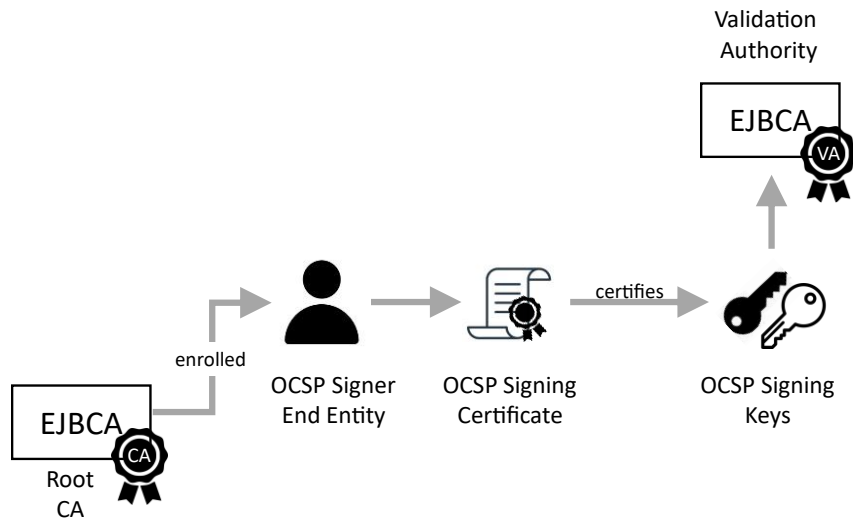 Validation
Authority
EJBCA
VA
certifies
enrolled
OCSP Signer
End Entity
OCSP Signing
Certificate
OCSP Signing
Keys
EJBCA
CA
Root
CA